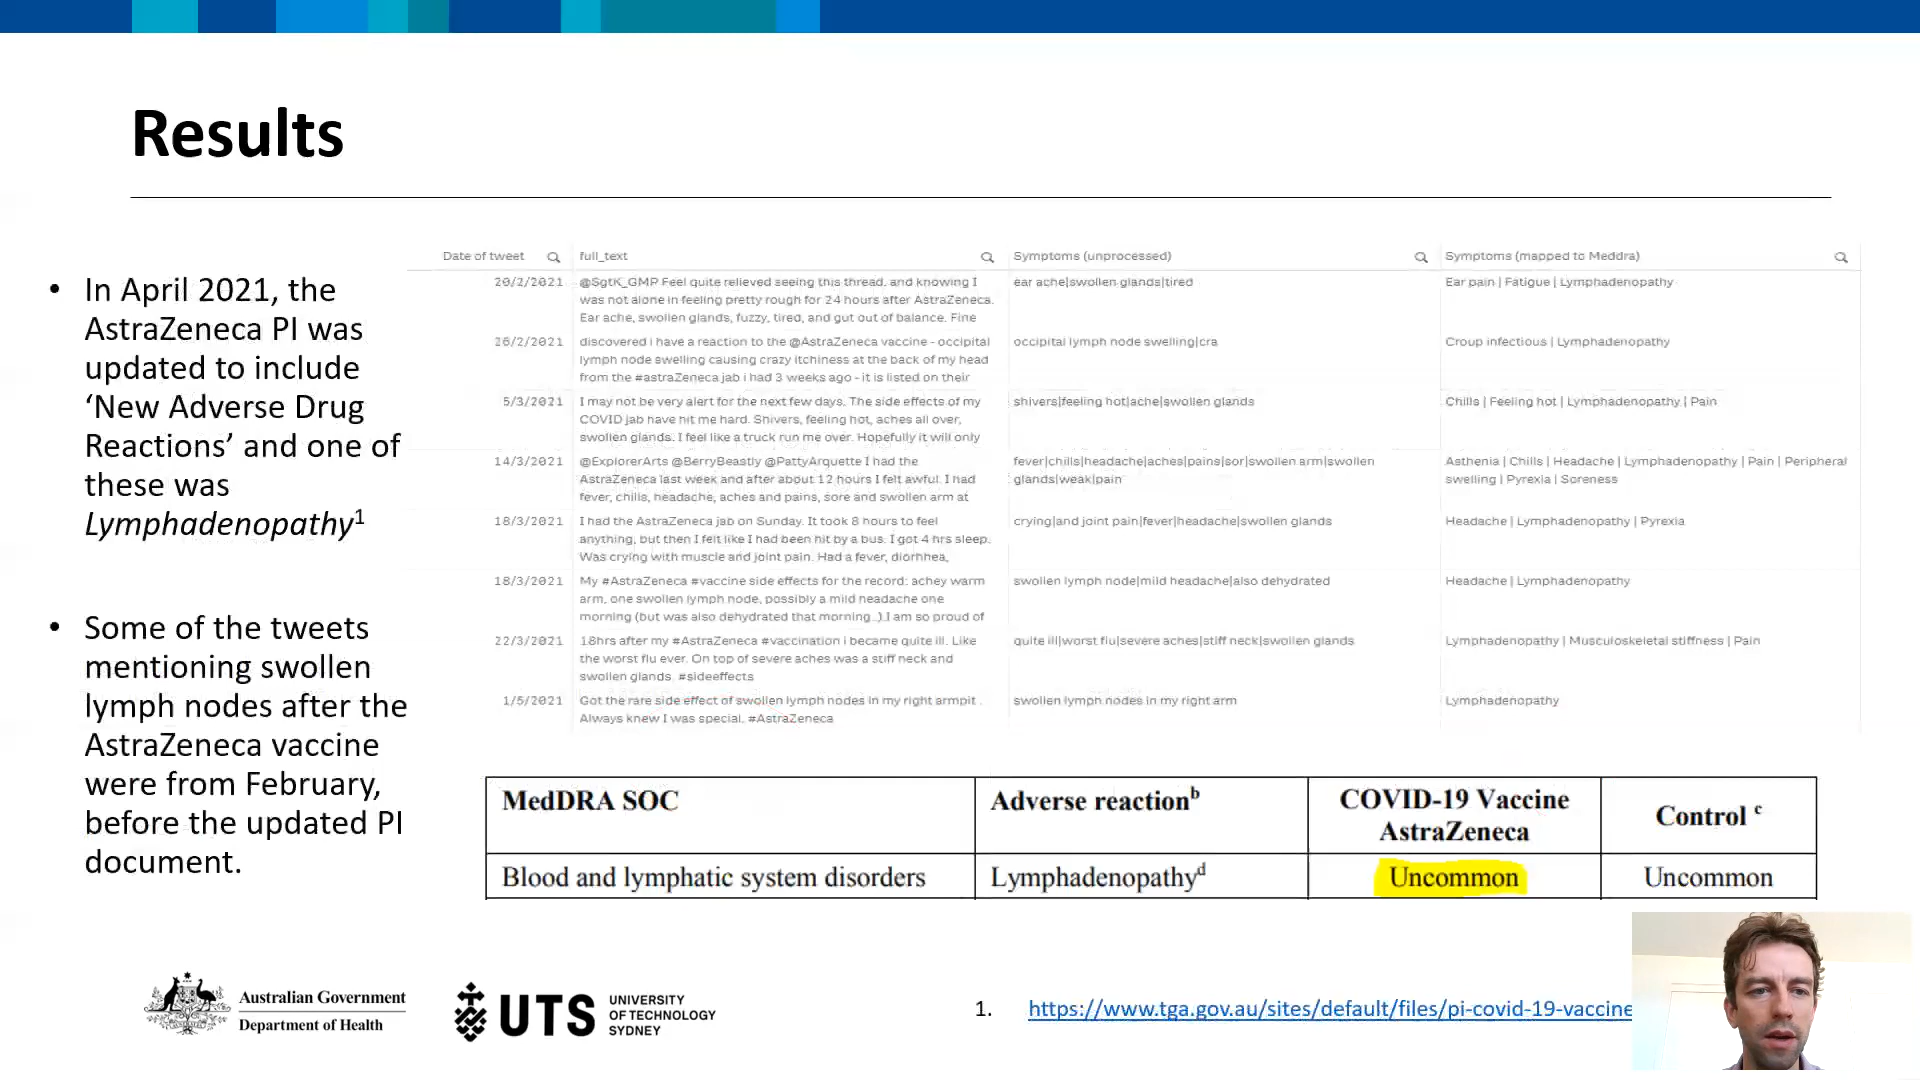 Results
In April 2021, the
AstraZeneca PI was
updated to include
‘New Adverse Drug
Reactions’ and one of
these was
Lymphadenopathy1
Some of the tweets
mentioning swollen
lymph nodes after the
AstraZeneca vaccine
were from February,
before the updated PI
document.
Date of tweet full_text Symptoms (unprocessed) Symptoms (mapped to Meddra)
20/2/2021 @SgtK_GMP Feel quite relieved seeing this thread, and knowing I ear ache|swollen glands|tired Ear pain | Fatigue | Lymphadenopathy
was not alone in feeling pretty rough for 24 hours after AstraZeneca.
Ear ache, swollen glands, fuzzy, tired, and gut out of balance. Fine
26/2/2021 discovered i have a reaction to the @AstraZeneca vaccine - occipital occipital lymph node swelling|cra Croup infectious | Lymphadenopathy
lymph node swelling causing crazy itchiness at the back of my head
from the #astraZeneca jab i had 3 weeks ago - it is listed on their
5/3/2021 I may not be very alert for the next few days. The side effects of my shivers|feeling hot|ache|swollen glands Chills | Feeling hot | Lymphadenopathy | Pain
COVID jab have hit me hard. Shivers, feeling hot, aches all over,
swollen glands. I feel like a truck run me over. Hopefully it will only
14/3/2021 @ExplorerArts @BerryBeastly @PattyArquette I had the fever|chills|headache|aches|pains|sor|swollen arm|swollen Asthenia | Chills | Headache | Lymphadenopathy | Pain | Peripheral
AstraZeneca last week and after about 12 hours I felt awful. I had glands|weak|pain swelling | Pyrexia | Soreness
fever, chills, headache, aches and pains, sore and swollen arm at
18/3/2021 I had the AstraZeneca jab on Sunday. It took 8 hours to feel crying|and joint pain|fever|headache|swollen glands Headache | Lymphadenopathy | Pyrexia
anything, but then I felt like I had been hit by a bus. I got 4 hrs sleep.
Was crying with muscle and joint pain. Had a fever, diorhhea,
18/3/2021 My #AstraZeneca #vaccine side effects for the record: achey warm swollen lymph node|mild headache|also dehydrated Headache | Lymphadenopathy
arm, one swollen lymph node, possibly a mild headache one
morning (but was also dehydrated that morning..).I am so proud of
22/3/2021 18hrs after my #AstraZeneca #vaccination i became quite ill. Like quite ill|worst flu|severe aches|stiff neck|swollen glands Lymphadenopathy | Musculoskeletal stiffness | Pain
the worst flu ever. On top of severe aches was a stiff neck and
swollen glands. #sideeffects
1/5/2021 Got the rare side effect of swollen lymph nodes in my right armpit . swollen lymph nodes in my right arm Lymphadenopathy
Always knew I was special. #AstraZeneca
MedDRA SOC Adverse reactionb COVID-19 Vaccine AstraZeneca Control c
Blood and lymphatic system disorders Lymphadenopathyd Uncommon Uncommon
Australian Government
Department of Health
UTS
UNIVERSITY
OF TECHNOLOGY
SYDNEY
1. https://www.tga.gov.au/sites/default/files/pi-covid-19-vaccine